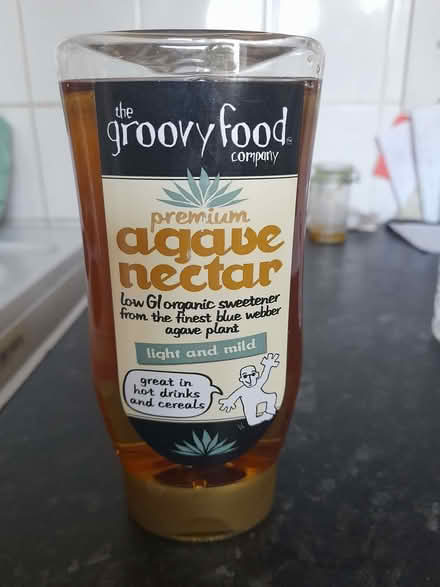 the
groovy food
company
premium
agave
nectar
low GI organic sweetener
from the finest blue webber
agave plant
light and mild
great in
hot drinks
and cereals